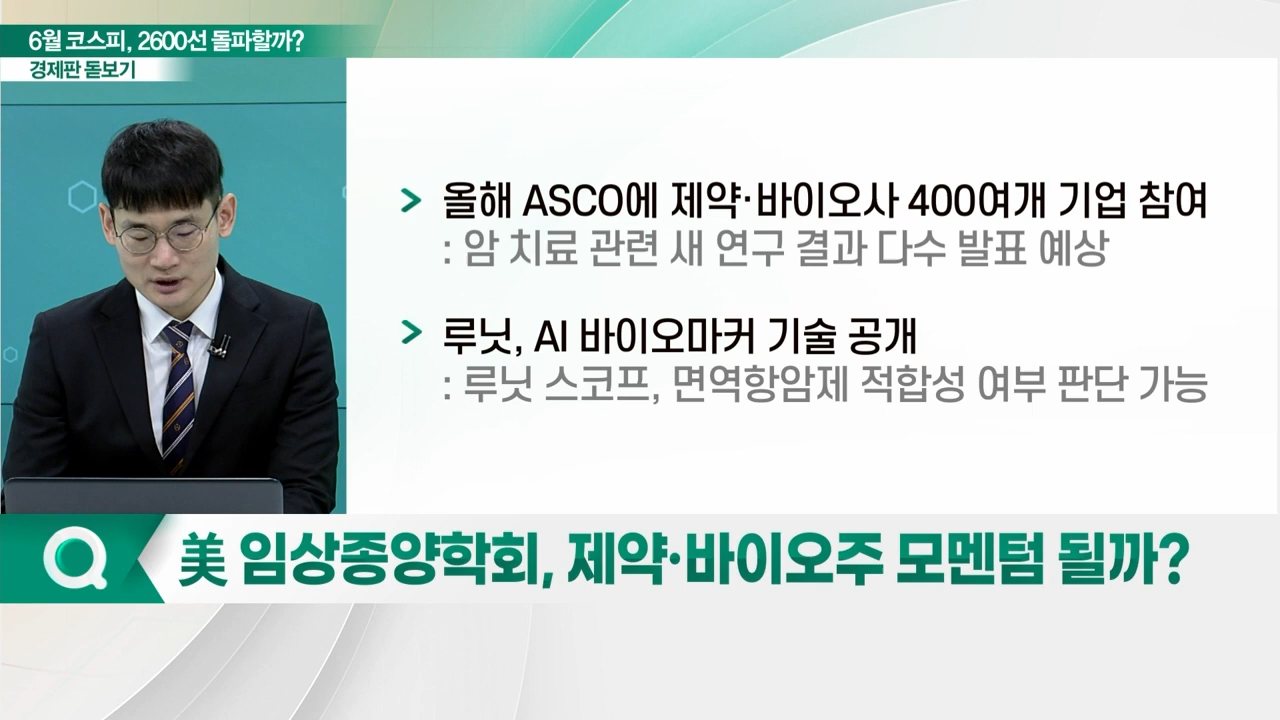 6월 코스피, 2600선 돌파할까?
경제판 돋보기
> 올해 ASCO에 제약·바이오사 400여개 기업 참여
: 암 치료 관련 새 연구 결과 다수 발표 예상
> 루닛, AI 바이오마커 기술 공개
: 루닛 스코프, 면역항암제 적합성 여부 판단 가능
Q 美 임상종양학회, 제약·바이오주 모멘텀 될까?